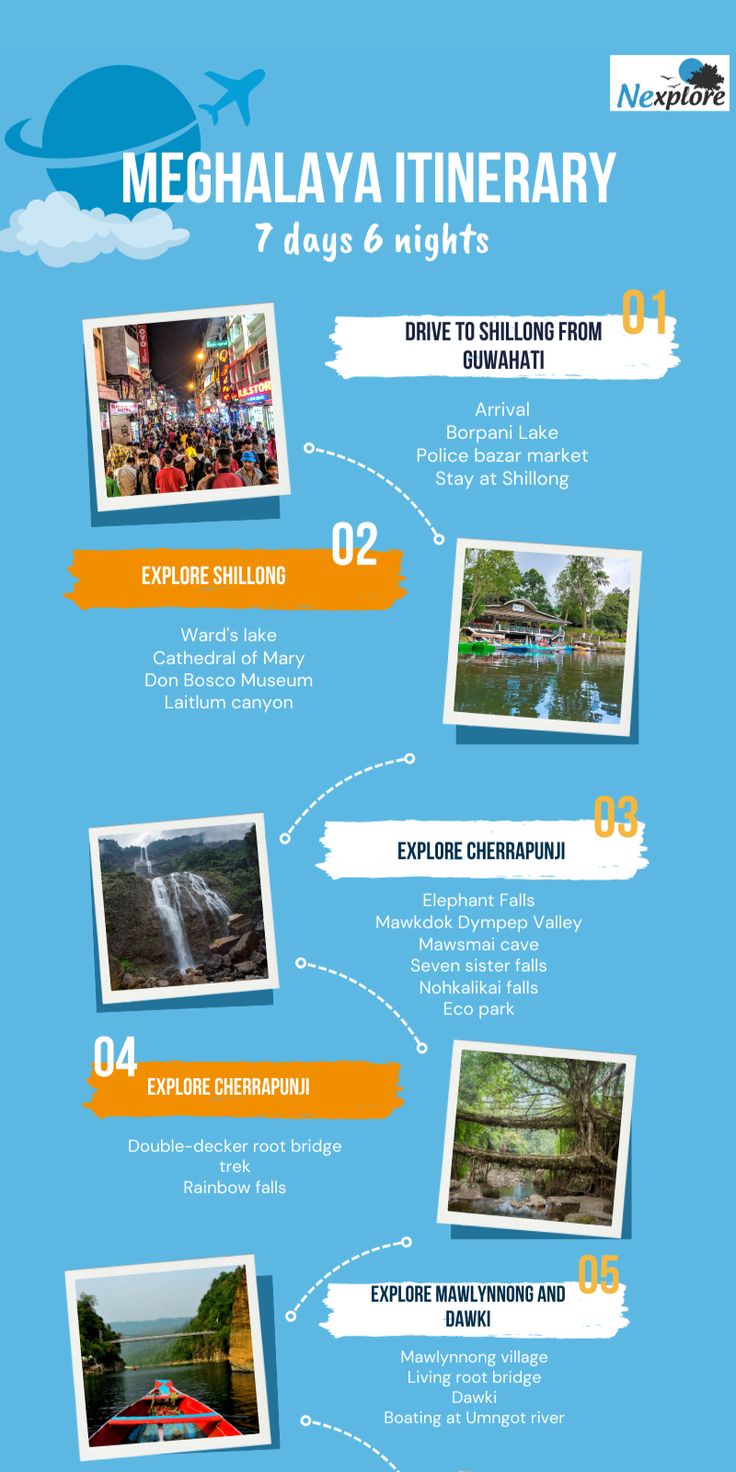 Nexplore
MEGHALAYA ITINERARY
7 days 6 nights
01
DRIVE TO SHILLONG FROM
GUWAHATI
Arrival
Borpani Lake
Police bazar market
Stay at Shillong
02
EXPLORE SHILLONG
Ward's lake
Cathedral of Mary
Don Bosco Museum
Laitlum canyon
03
EXPLORE CHERRAPUNJI
Elephant Falls
Mawkdok Dympep Valley
Mawsmai cave
Seven sister falls
Nohkalikai falls
Eco park
04
EXPLORE CHERRAPUNJI
Double-decker root bridge
trek
Rainbow falls
05
EXPLORE MAWLYNNONG AND
DAWKI
Mawlynnong village
Living root bridge
Dawki
Boating at Umngot river